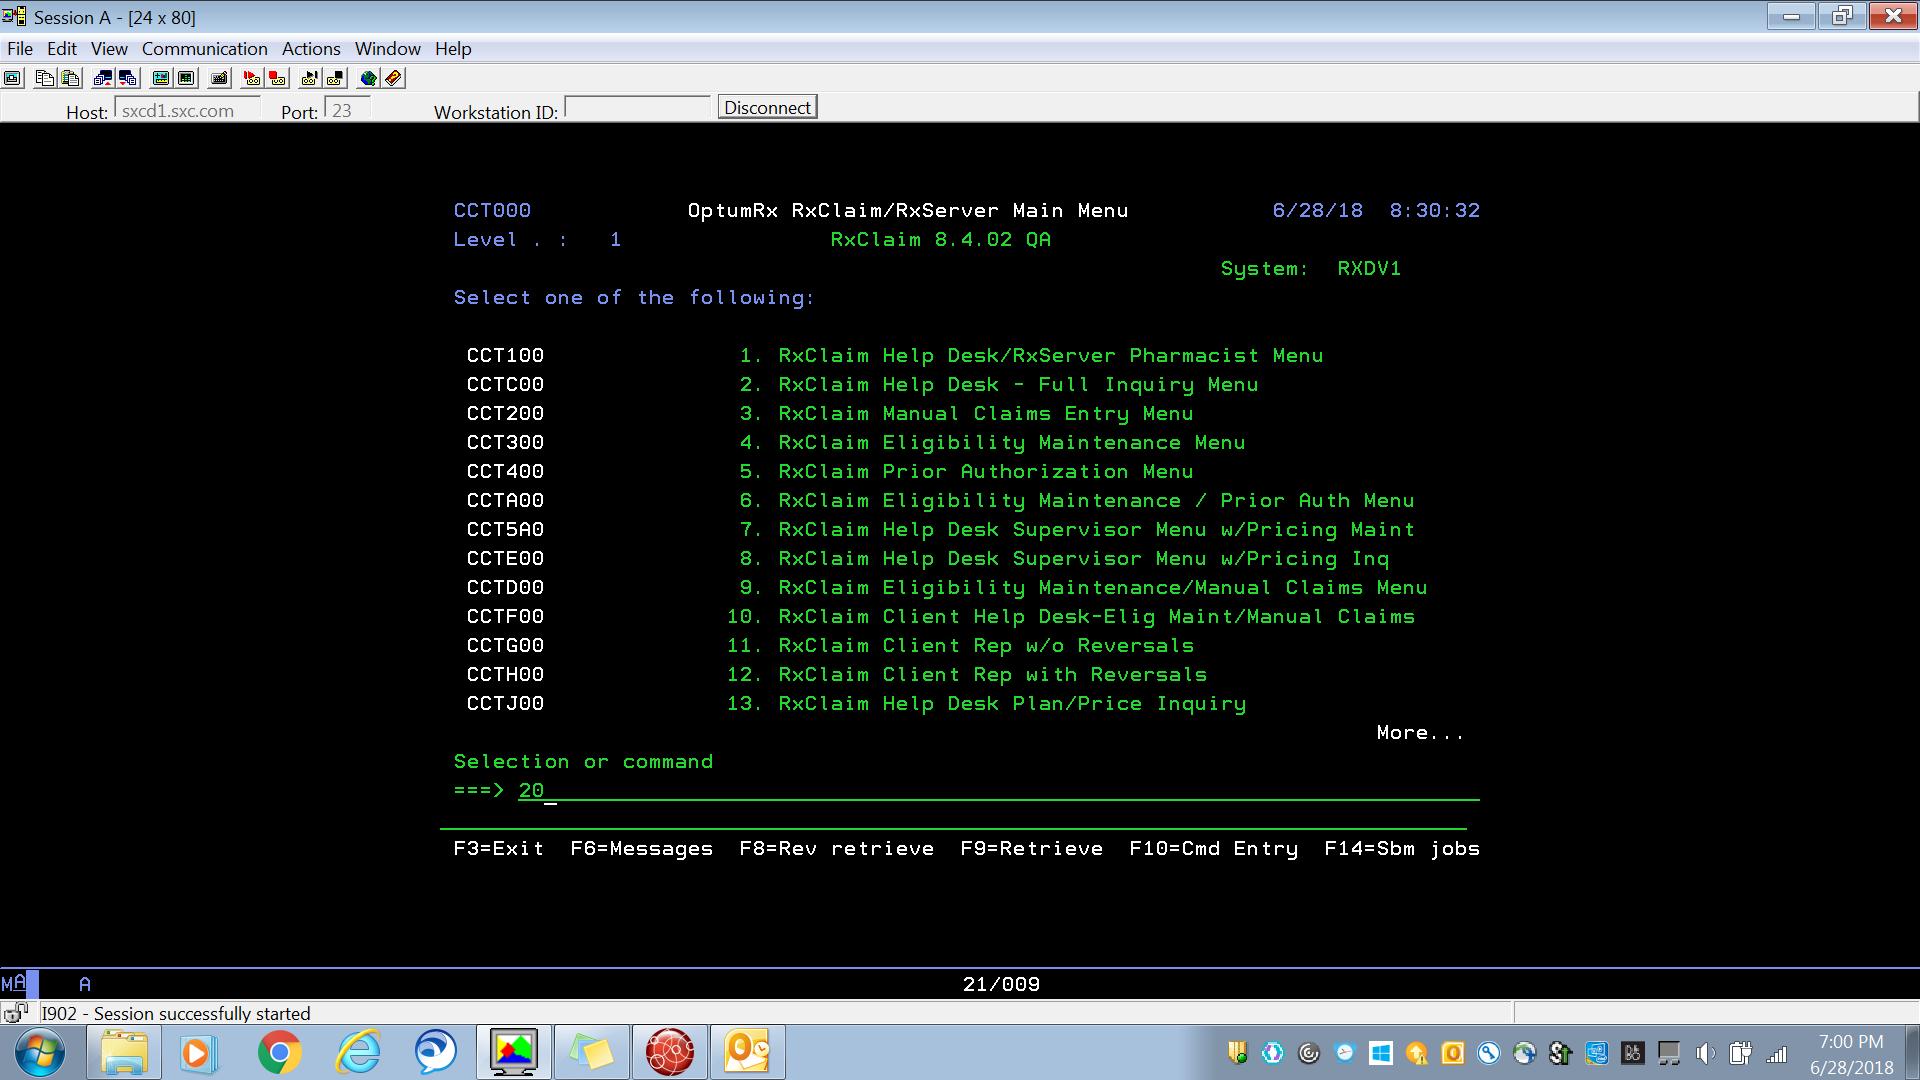 Session A - [24 x 80]
File Edit View Communication Actions Window Help
Host: sxcd1.sxc.com Port: 23 Workstation ID: Disconnect
CCT000 OptumRx RxClaim/RxServer Main Menu 6/28/18 8:30:32
Level . : 1 RxClaim 8.4.02 QA
System: RXDV1
Select one of the following:
CCT100 1. RxClaim Help Desk/RxServer Pharmacist Menu
CCTC00 2. RxClaim Help Desk - Full Inquiry Menu
CCT200 3. RxClaim Manual Claims Entry Menu
CCT300 4. RxClaim Eligibility Maintenance Menu
CCT400 5. RxClaim Prior Authorization Menu
CCTA00 6. RxClaim Eligibility Maintenance / Prior Auth Menu
CCT5A0 7. RxClaim Help Desk Supervisor Menu w/Pricing Maint
CCTE00 8. RxClaim Help Desk Supervisor Menu w/Pricing Inq
CCTD00 9. RxClaim Eligibility Maintenance/Manual Claims Menu
CCTF00 10. RxClaim Client Help Desk-Elig Maint/Manual Claims
CCTG00 11. RxClaim Client Rep w/o Reversals
CCTH00 12. RxClaim Client Rep with Reversals
CCTJ00 13. RxClaim Help Desk Plan/Price Inquiry
More...
Selection or command
===> 20
F3=Exit F6=Messages F8=Rev retrieve F9=Retrieve F10=Cmd Entry F14=Sbm jobs
MA A 21/009
I902 - Session successfully started
7:00 PM
6/28/2018